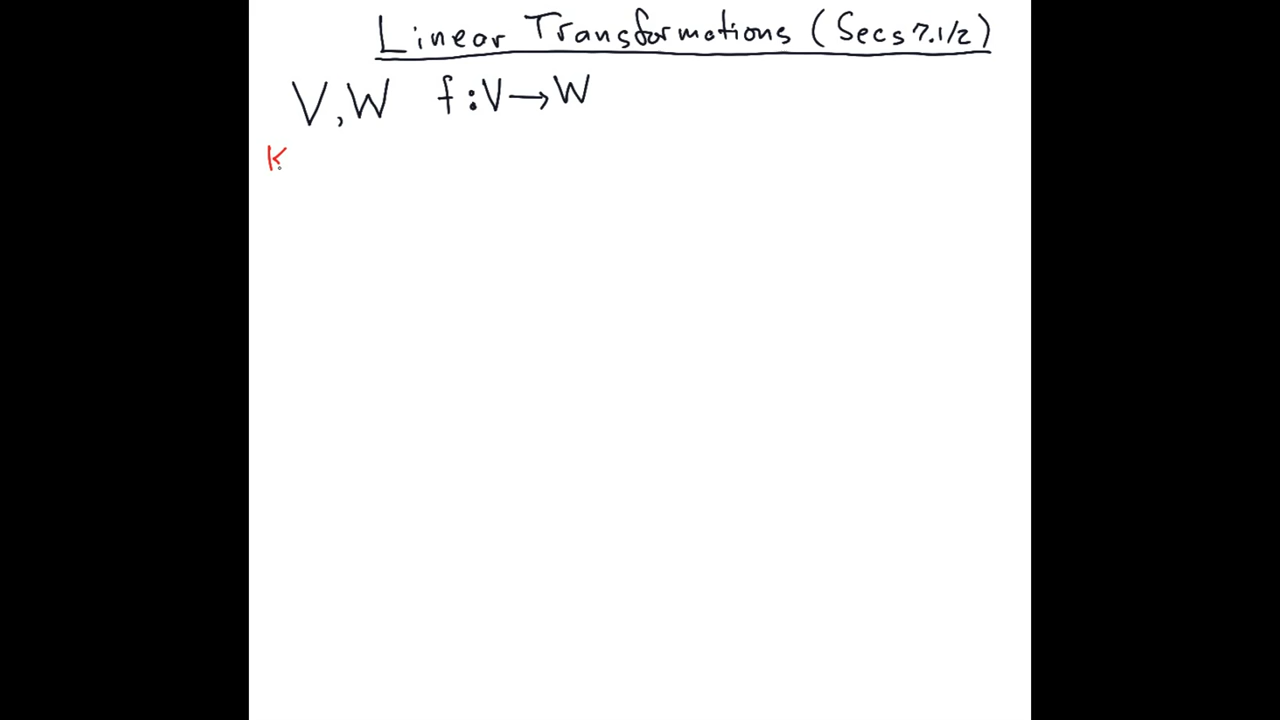 Linear Transformations (Secs 7.1/2)
V, W f: V → W
K